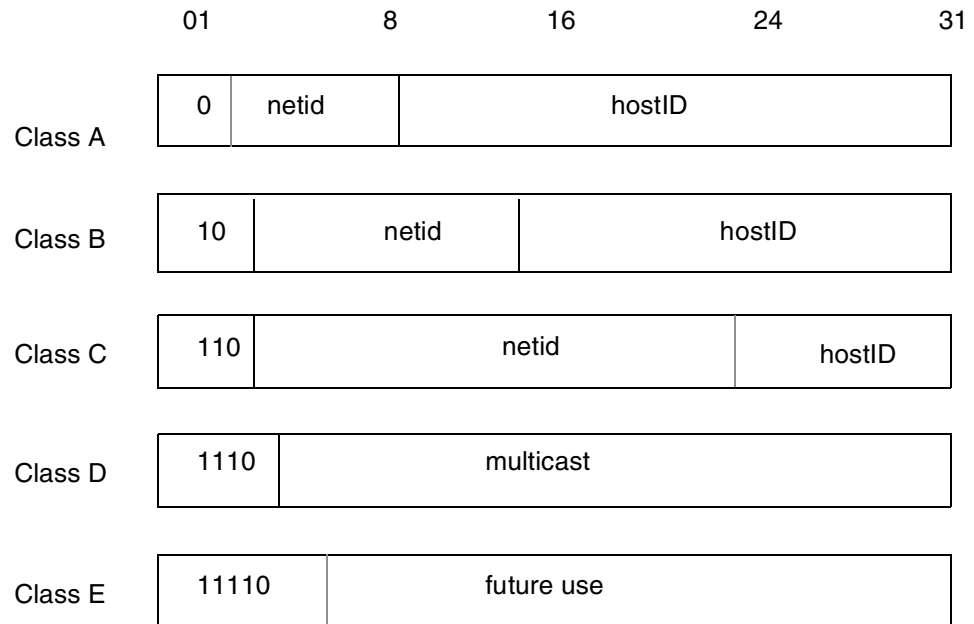 01 8 16 24 31
0 netid hostID
Class A
Class B 10 netid hostID
Class C 110 netid hostID
Class D 1110 multicast
Class E 11110 future use